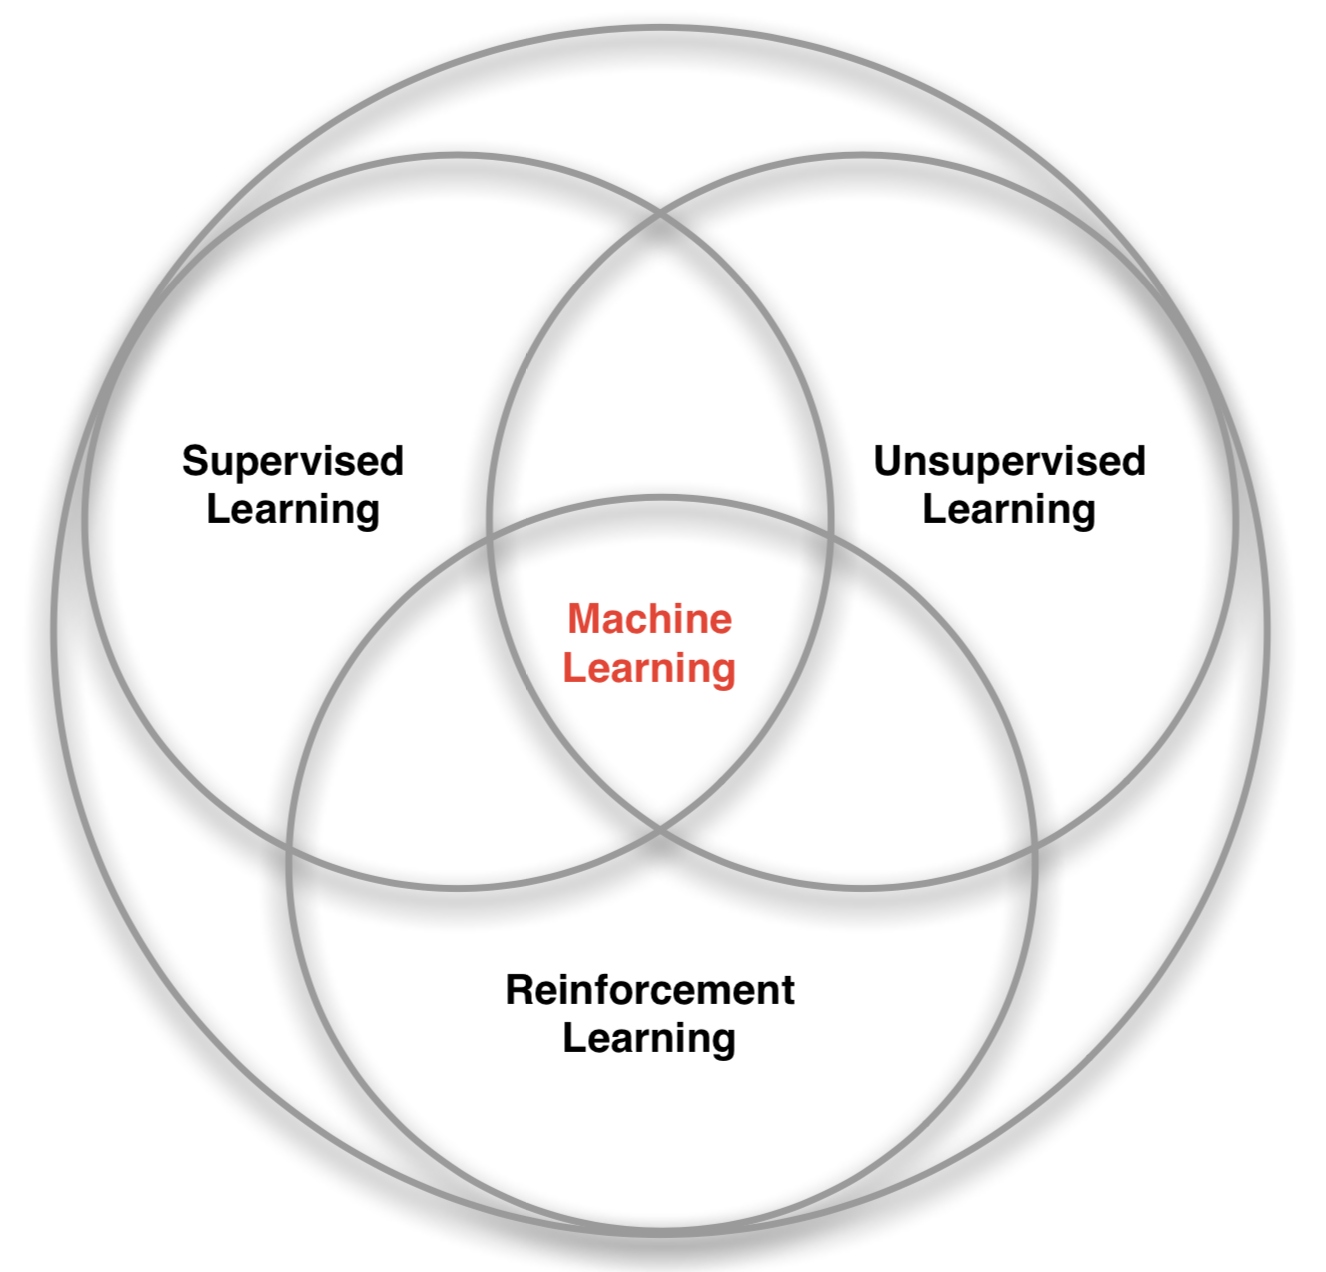 Supervised
Learning
Unsupervised
Learning
Machine
Learning
Reinforcement
Learning